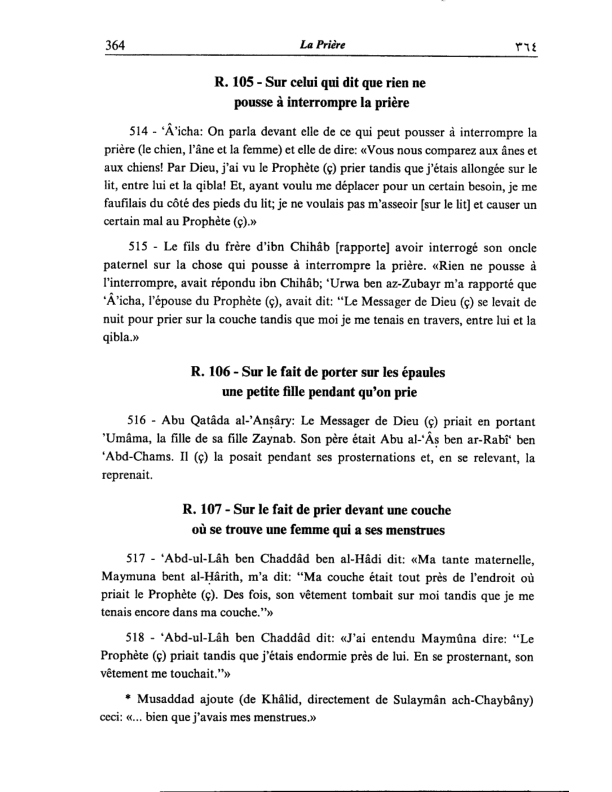 364
La Prière
٣٦٤
R. 105 - Sur celui qui dit que rien ne
pousse à interrompre la prière
514 - ‘Â’icha: On parla devant elle de ce qui peut pousser à interrompre la
prière (le chien, l’âne et la femme) et elle de dire: «Vous nous comparez aux ânes et
aux chiens! Par Dieu, j’ai vu le Prophète (ç) prier tandis que j’étais allongée sur le
lit, entre lui et la qibla! Et, ayant voulu me déplacer pour un certain besoin, je me
faufilais du côté des pieds du lit; je ne voulais pas m’asseoir [sur le lit] et causer un
certain mal au Prophète (ç).»
515 - Le fils du frère d’ibn Chihâb [rapporte] avoir interrogé son oncle
paternel sur la chose qui pousse à interrompre la prière. «Rien ne pousse à
l’interrompre, avait répondu ibn Chihâb; ‘Urwa ben az-Zubayr m’a rapporté que
‘Â’icha, l’épouse du Prophète (ç), avait dit: “Le Messager de Dieu (ç) se levait de
nuit pour prier sur la couche tandis que moi je me tenais en travers, entre lui et la
qibla.»
R. 106 - Sur le fait de porter sur les épaules
une petite fille pendant qu’on prie
516 - Abu Qatâda al-’Anṣâry: Le Messager de Dieu (ç) priait en portant
’Umâma, la fille de sa fille Zaynab. Son père était Abu al-‘Âṣ ben ar-Rabî‘ ben
‘Abd-Chams. Il (ç) la posait pendant ses prosternations et, en se relevant, la
reprenait.
R. 107 - Sur le fait de prier devant une couche
où se trouve une femme qui a ses menstrues
517 - ‘Abd-ul-Lâh ben Chaddâd ben al-Hâdi dit: «Ma tante maternelle,
Maymuna bent al-Ḥârith, m’a dit: “Ma couche était tout près de l’endroit où
priait le Prophète (ç). Des fois, son vêtement tombait sur moi tandis que je me
tenais encore dans ma couche.”»
518 - ‘Abd-ul-Lâh ben Chaddâd dit: «J’ai entendu Maymûna dire: “Le
Prophète (ç) priait tandis que j’étais endormie près de lui. En se prosternant, son
vêtement me touchait.”»
* Musaddad ajoute (de Khâlid, directement de Sulaymân ach-Chaybâny)
ceci: «... bien que j’avais mes menstrues.»